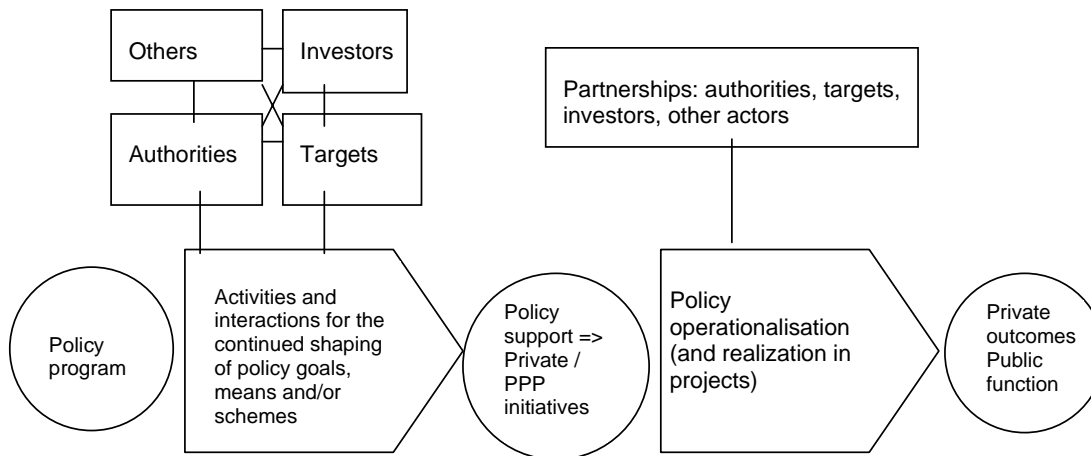 Others
Investors
Authorities
Targets
Partnerships: authorities, targets,
investors, other actors
Policy
program
Activities and
interactions for the
continued shaping
of policy goals,
means and/or
schemes
Policy
support =>
Private /
PPP
initiatives
Policy
operationalisation
(and realization in
projects)
Private
outcomes
Public
function